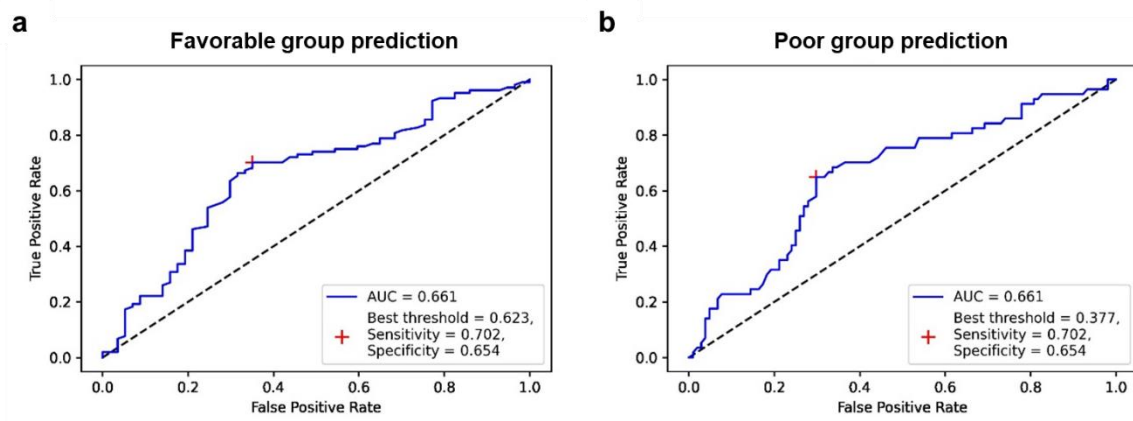 a
Favorable group prediction
True Positive Rate
1.0
0.8
0.6
0.4
0.2
0.0
AUC = 0.661
Best threshold = 0.623,
Sensitivity = 0.702,
Specificity = 0.654
0.0 0.2 0.4 0.6 0.8 1.0
False Positive Rate
b
Poor group prediction
True Positive Rate
1.0
0.8
0.6
0.4
0.2
0.0
AUC = 0.661
Best threshold = 0.377,
Sensitivity = 0.702,
Specificity = 0.654
0.0 0.2 0.4 0.6 0.8 1.0
False Positive Rate